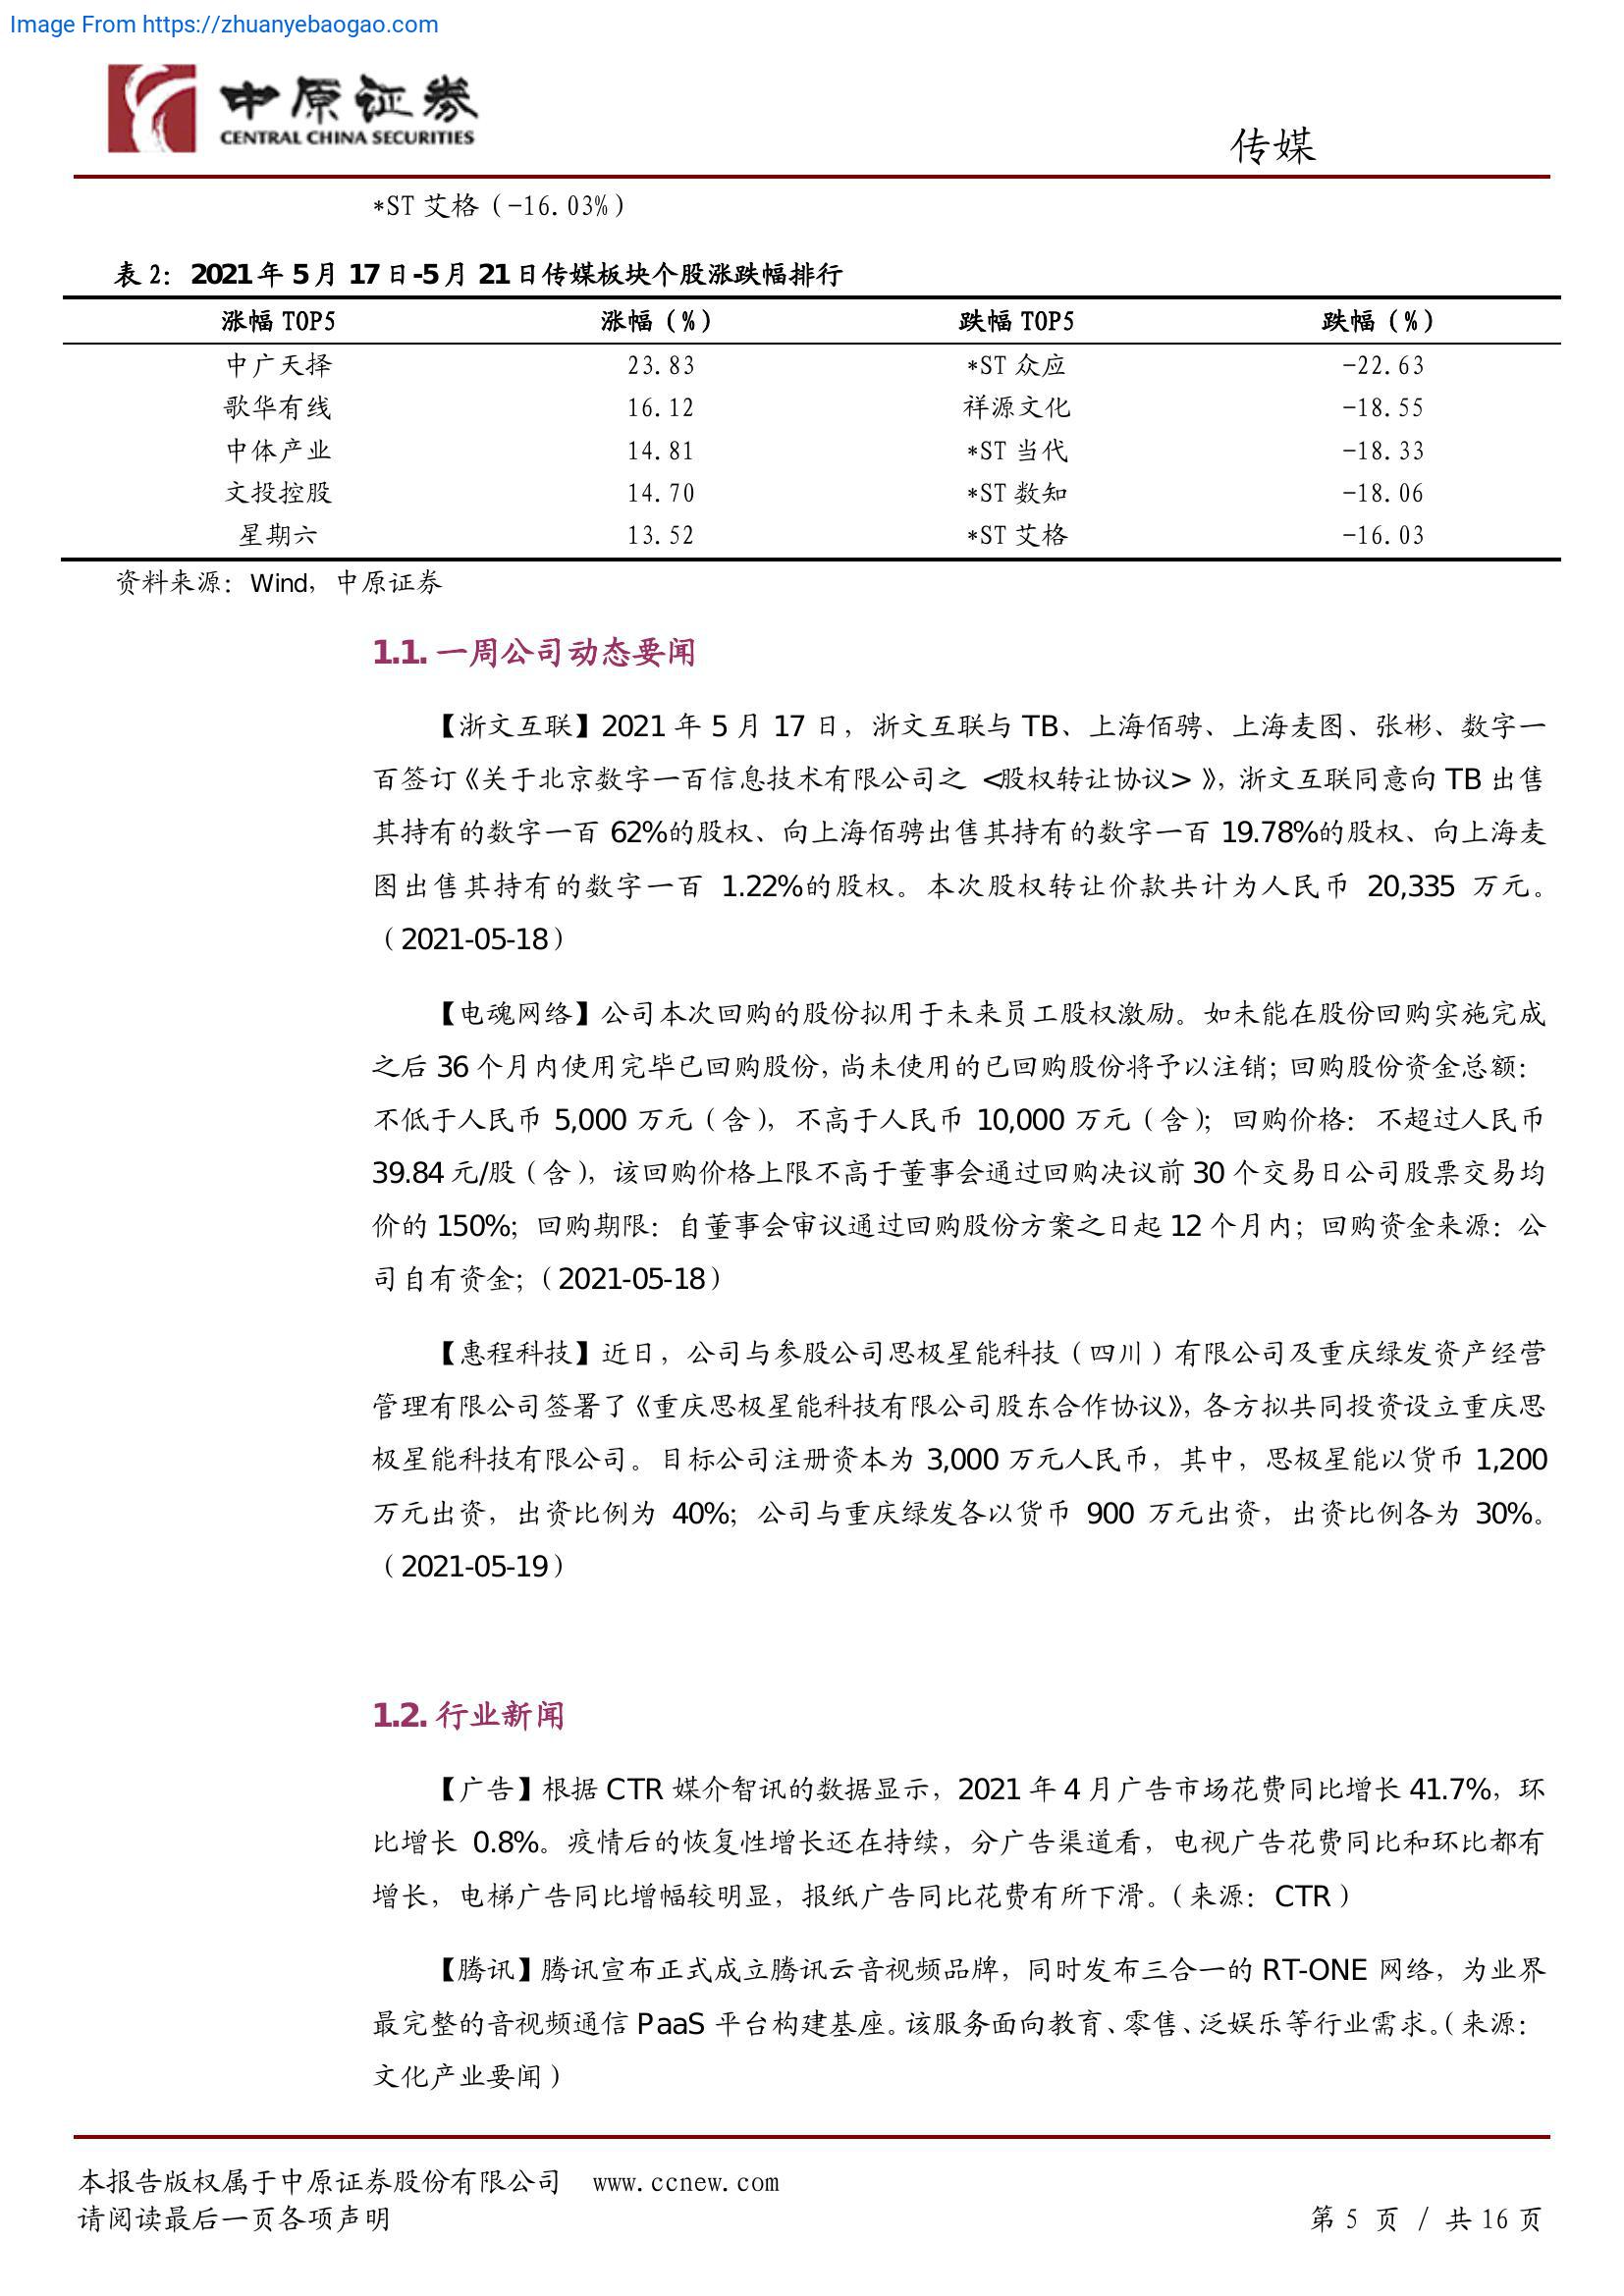 Image From https://zhuanyebaogao.com
中原证券
CENTRAL CHINA SECURITIES
传媒
*ST 艾格（-16.03%）
表 2：2021 年 5 月 17 日-5 月 21 日传媒板块个股涨跌幅排行
涨幅 TOP5 涨幅（%） 跌幅 TOP5 跌幅（%）
中广天择 23.83 *ST 众应 -22.63
歌华有线 16.12 祥源文化 -18.55
中体产业 14.81 *ST 当代 -18.33
文投控股 14.70 *ST 数知 -18.06
星期六 13.52 *ST 艾格 -16.03
资料来源：Wind，中原证券
1.1. 一周公司动态要闻
【浙文互联】2021 年 5 月 17 日，浙文互联与 TB、上海佰骋、上海麦图、张彬、数字一
百签订《关于北京数字一百信息技术有限公司之 <股权转让协议> 》，浙文互联同意向 TB 出售
其持有的数字一百 62%的股权、向上海佰骋出售其持有的数字一百 19.78%的股权、向上海麦
图出售其持有的数字一百 1.22%的股权。本次股权转让价款共计为人民币 20,335 万元。
（2021-05-18）
【电魂网络】公司本次回购的股份拟用于未来员工股权激励。如未能在股份回购实施完成
之后 36 个月内使用完毕已回购股份，尚未使用的已回购股份将予以注销；回购股份资金总额：
不低于人民币 5,000 万元（含），不高于人民币 10,000 万元（含）；回购价格：不超过人民币
39.84 元/股（含），该回购价格上限不高于董事会通过回购决议前 30 个交易日公司股票交易均
价的 150%；回购期限：自董事会审议通过回购股份方案之日起 12 个月内；回购资金来源：公
司自有资金；（2021-05-18）
【惠程科技】近日，公司与参股公司思极星能科技（四川）有限公司及重庆绿发资产经营
管理有限公司签署了《重庆思极星能科技有限公司股东合作协议》，各方拟共同投资设立重庆思
极星能科技有限公司。目标公司注册资本为 3,000 万元人民币，其中，思极星能以货币 1,200
万元出资，出资比例为 40%；公司与重庆绿发各以货币 900 万元出资，出资比例各为 30%。
（2021-05-19）
1.2. 行业新闻
【广告】根据 CTR 媒介智讯的数据显示，2021 年 4 月广告市场花费同比增长 41.7%，环
比增长 0.8%。疫情后的恢复性增长还在持续，分广告渠道看，电视广告花费同比和环比都有
增长，电梯广告同比增幅较明显，报纸广告同比花费有所下滑。（来源：CTR）
【腾讯】腾讯宣布正式成立腾讯云音视频品牌，同时发布三合一的 RT-ONE 网络，为业界
最完整的音视频通信 PaaS 平台构建基座。该服务面向教育、零售、泛娱乐等行业需求。（来源：
文化产业要闻）
本报告版权属于中原证券股份有限公司 www.ccnew.com
请阅读最后一页各项声明 第 5 页 / 共 16 页